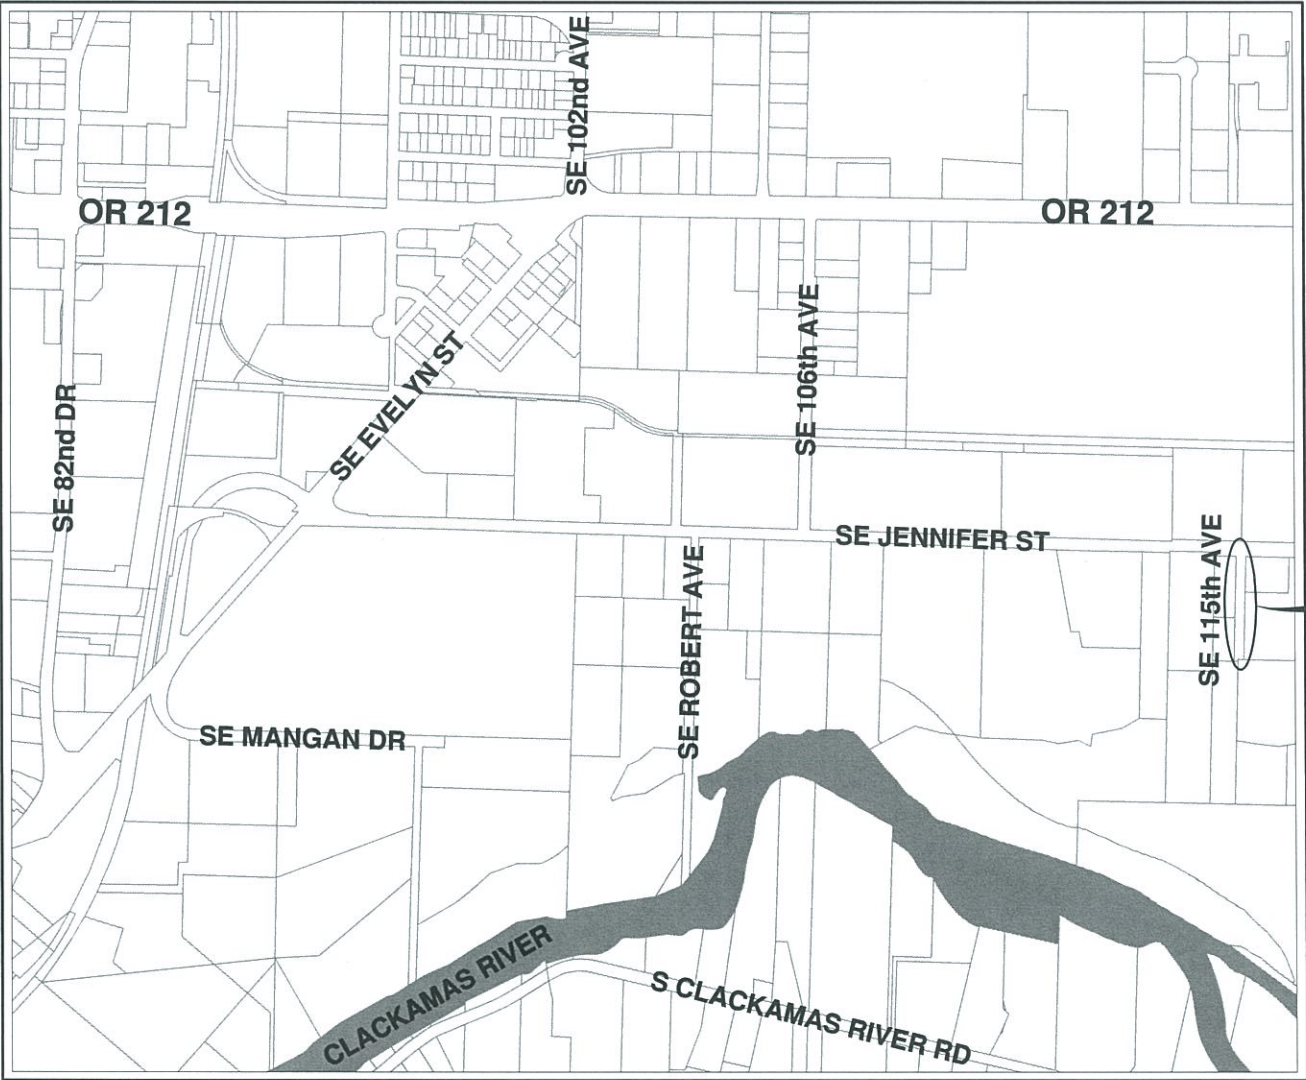 SE 102nd AVE
OR 212
OR 212
SE 106th AVE
SE EVELYN ST
SE 82nd DR
SE JENNIFER ST
SE 115th AVE
SE ROBERT AVE
SE MANGAN DR
CLACKAMAS RIVER
S CLACKAMAS RIVER RD